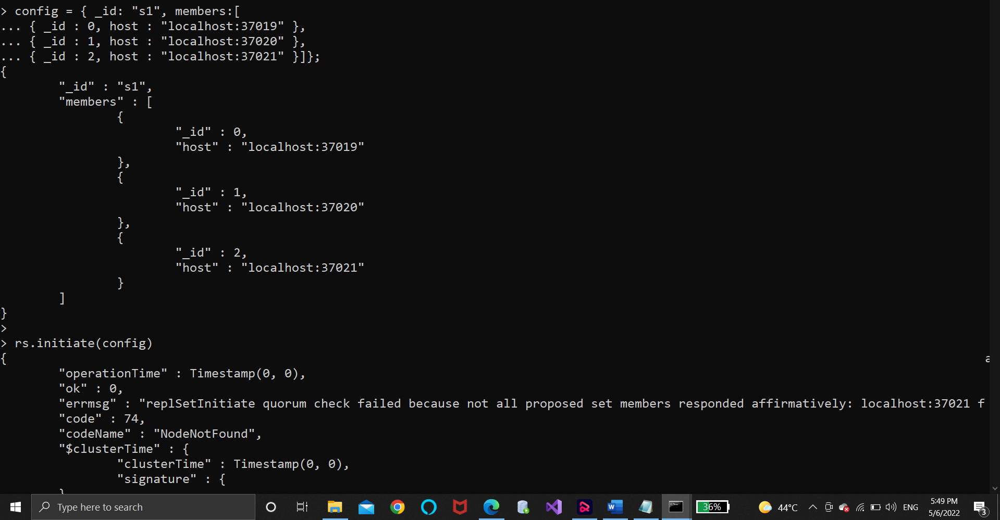 > config = { _id: "s1", members:[
... { _id : 0, host : "localhost:37019" },
... { _id : 1, host : "localhost:37020" },
... { _id : 2, host : "localhost:37021" }]};
{
"_id" : "s1",
"members" : [
{
"_id" : 0,
"host" : "localhost:37019"
},
{
"_id" : 1,
"host" : "localhost:37020"
},
{
"_id" : 2,
"host" : "localhost:37021"
}
]
}
>
> rs.initiate(config)
{ a
"operationTime" : Timestamp(0, 0),
"ok" : 0,
"errmsg" : "replSetInitiate quorum check failed because not all proposed set members responded affirmatively: localhost:37021 f
"code" : 74,
"codeName" : "NodeNotFound",
"$clusterTime" : {
"clusterTime" : Timestamp(0, 0),
"signature" : {
}
Type here to search
36%
44°C
ENG
5:49 PM
5/6/2022
3